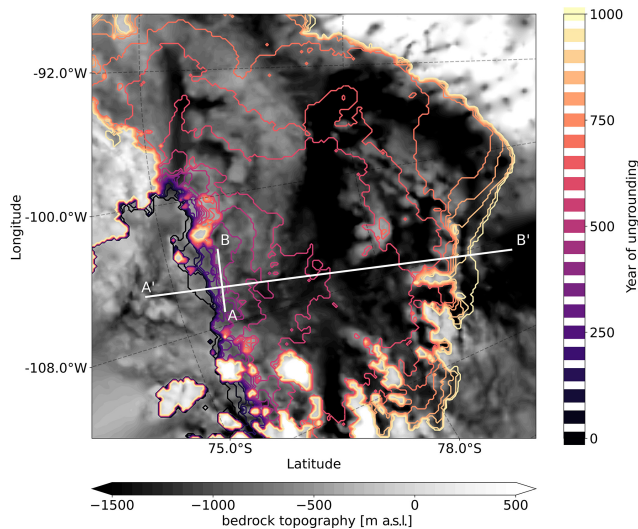 1000
-92.0°W
750
-100.0°W
B
B'
500
A'
A
250
-108.0°W
0
75.0°S
78.0°S
Longitude
Latitude
Year of ungrounding
−1500
−1000
−500
0
500
bedrock topography [m a.s.l.]